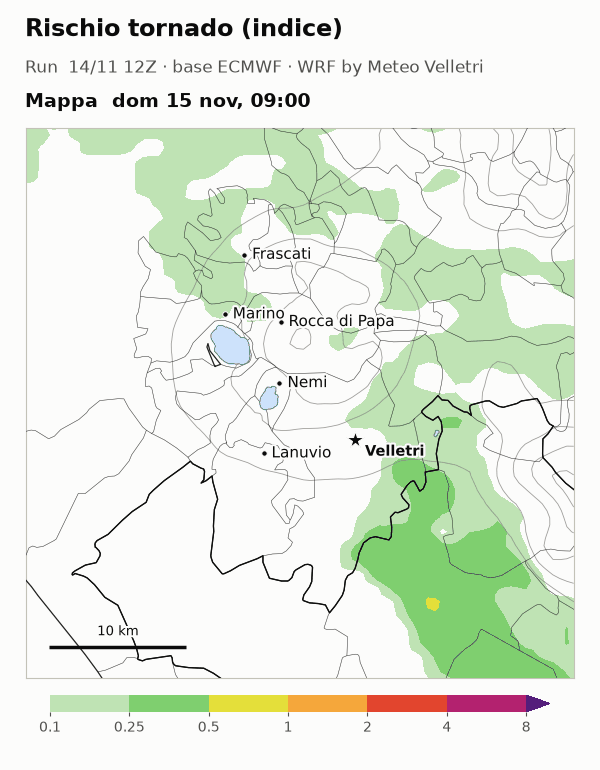 Rischio tornado (indice)
Run  14/11 12Z · base ECMWF · WRF by Meteo Velletri
Mappa  dom 15 nov, 09:00
Frascati
Marino
Rocca di Papa
Nemi
Velletri
Lanuvio
10 km
0.1 0.25 0.5 1 2 4 8